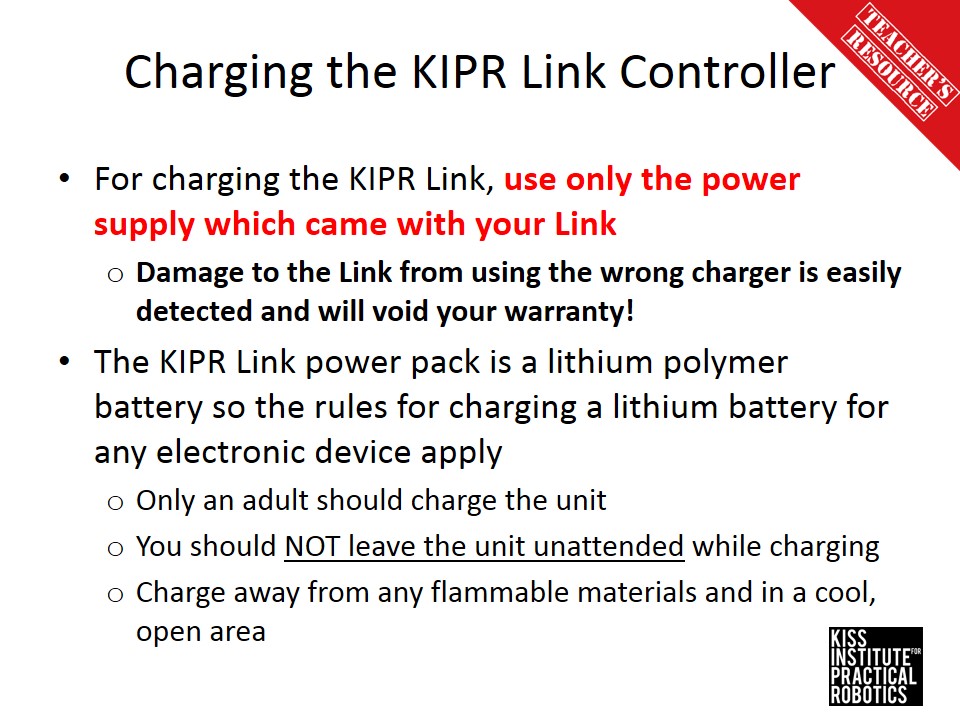 Charging the KIPR Link Controller
TEACHER'S
RESOURCE
• For charging the KIPR Link, use only the power
supply which came with your Link
o Damage to the Link from using the wrong charger is easily
detected and will void your warranty!
• The KIPR Link power pack is a lithium polymer
battery so the rules for charging a lithium battery for
any electronic device apply
o Only an adult should charge the unit
o You should NOT leave the unit unattended while charging
o Charge away from any flammable materials and in a cool,
open area
KISS
INSTITUTE FOR
PRACTICAL
ROBOTICS